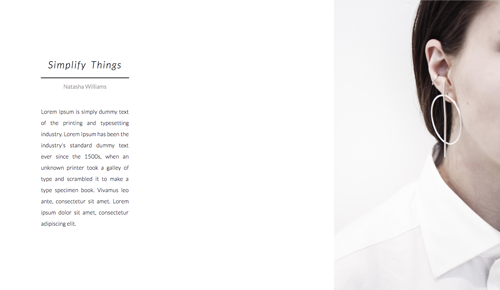 Simplify Things
Natasha Williams
Lorem Ipsum is simply dummy text
of the printing and typesetting
industry. Lorem Ipsum has been the
industry's standard dummy text
ever since the 1500s, when an
unknown printer took a galley of
type and scrambled it to make a
type specimen book. Vivamus leo
ante, consectetur sit amet. Lorem
ipsum dolor sit amet, consectetur
adipiscing elit.